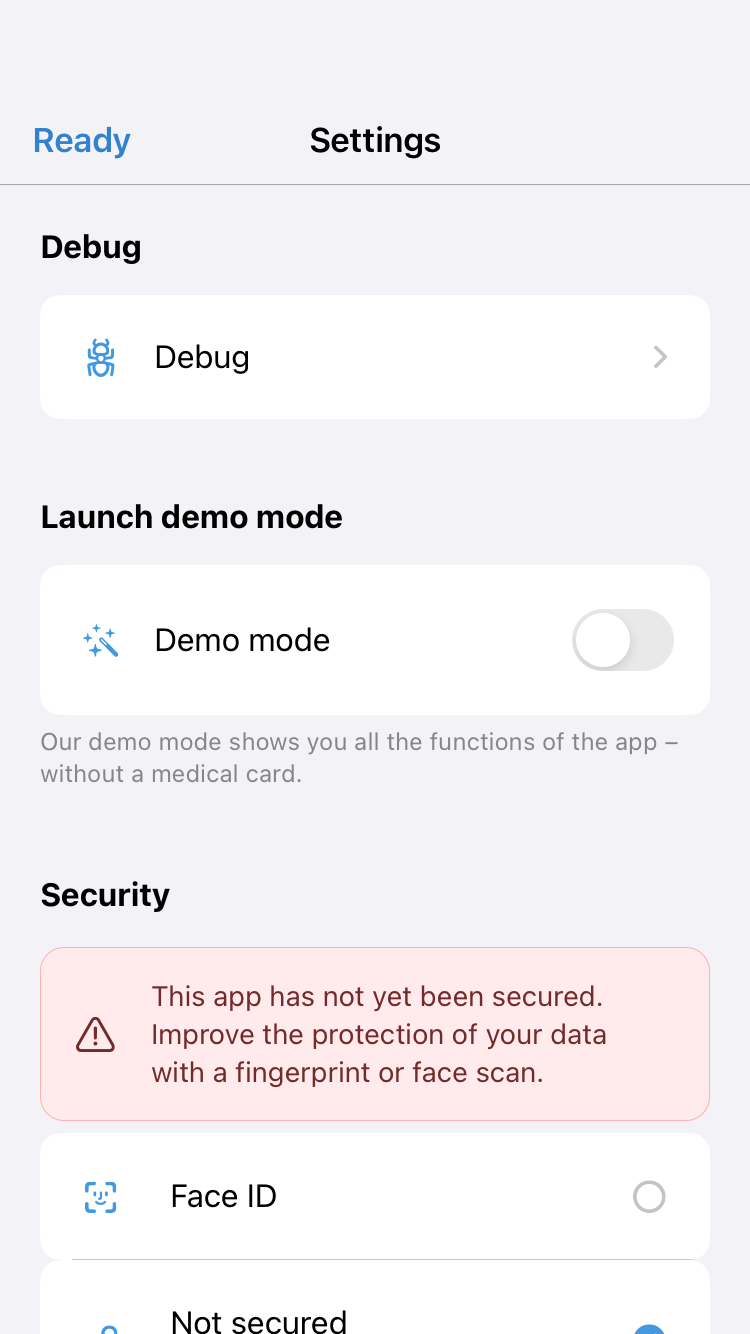 Ready
Settings
Debug
Debug
Launch demo mode
Demo mode
Our demo mode shows you all the functions of the app –
without a medical card.
Security
This app has not yet been secured.
Improve the protection of your data
with a fingerprint or face scan.
Face ID
Not secured